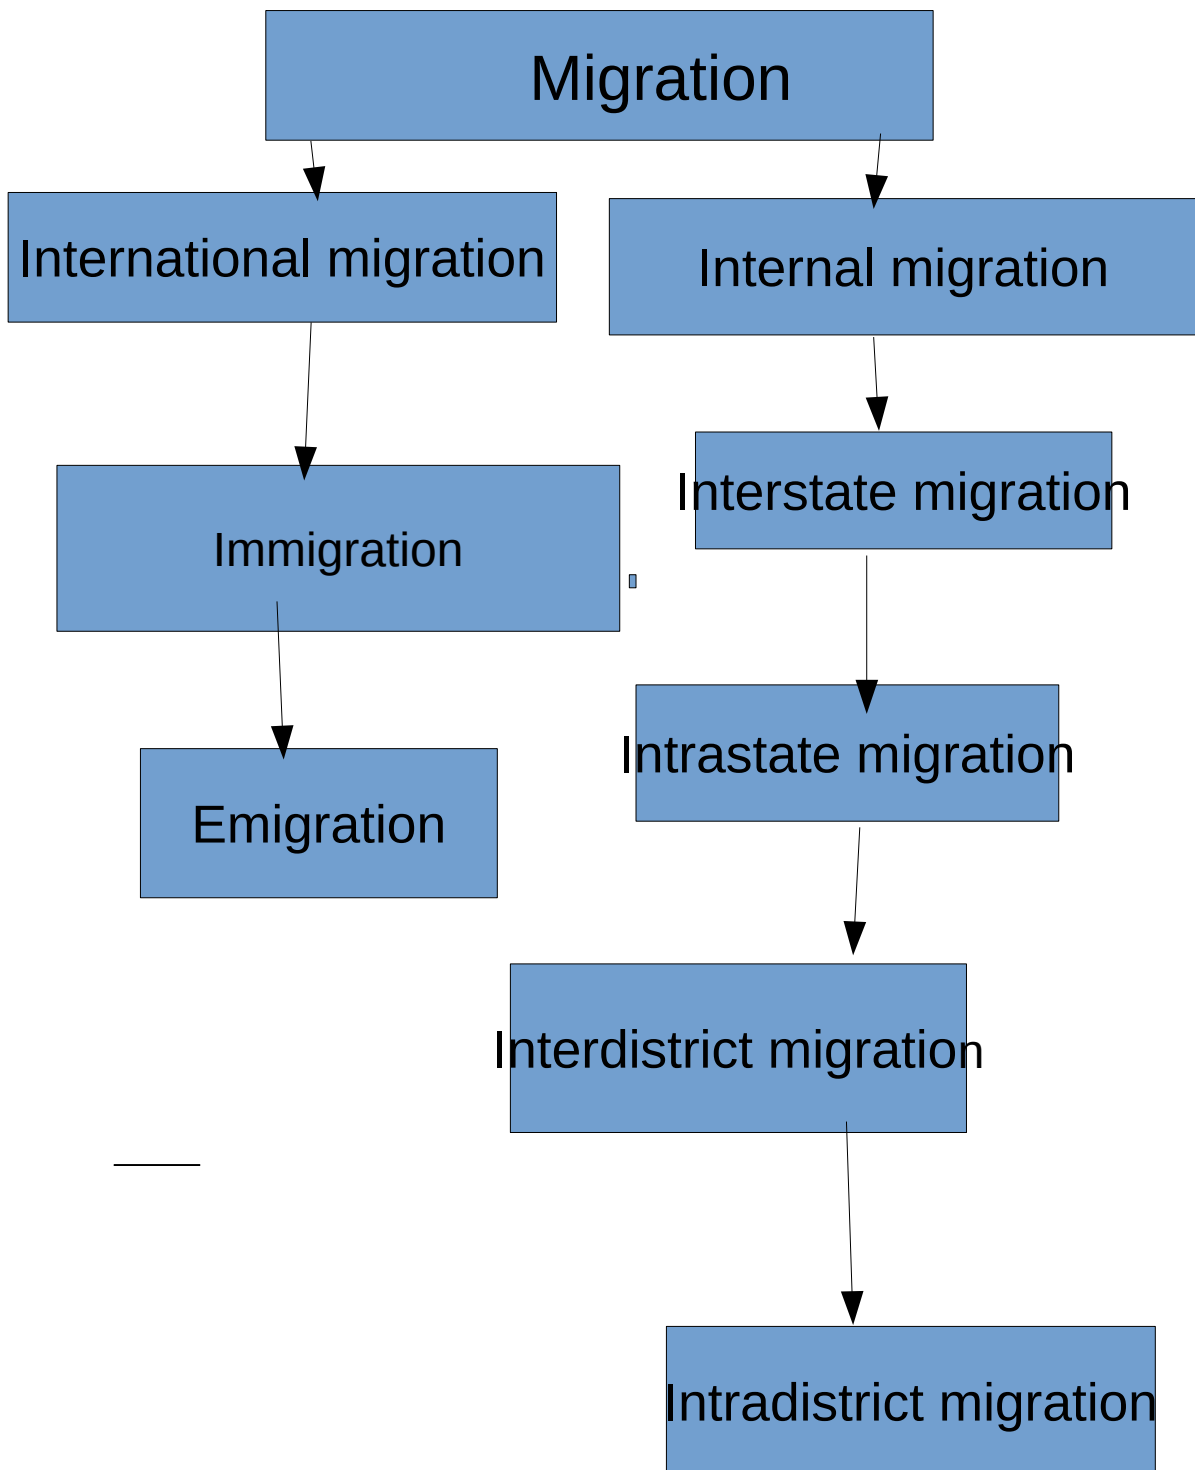 Migration
International migration
Internal migration
Interstate migration
Immigration
Intrastate migration
Emigration
Interdistrict migration
Intradistrict migration